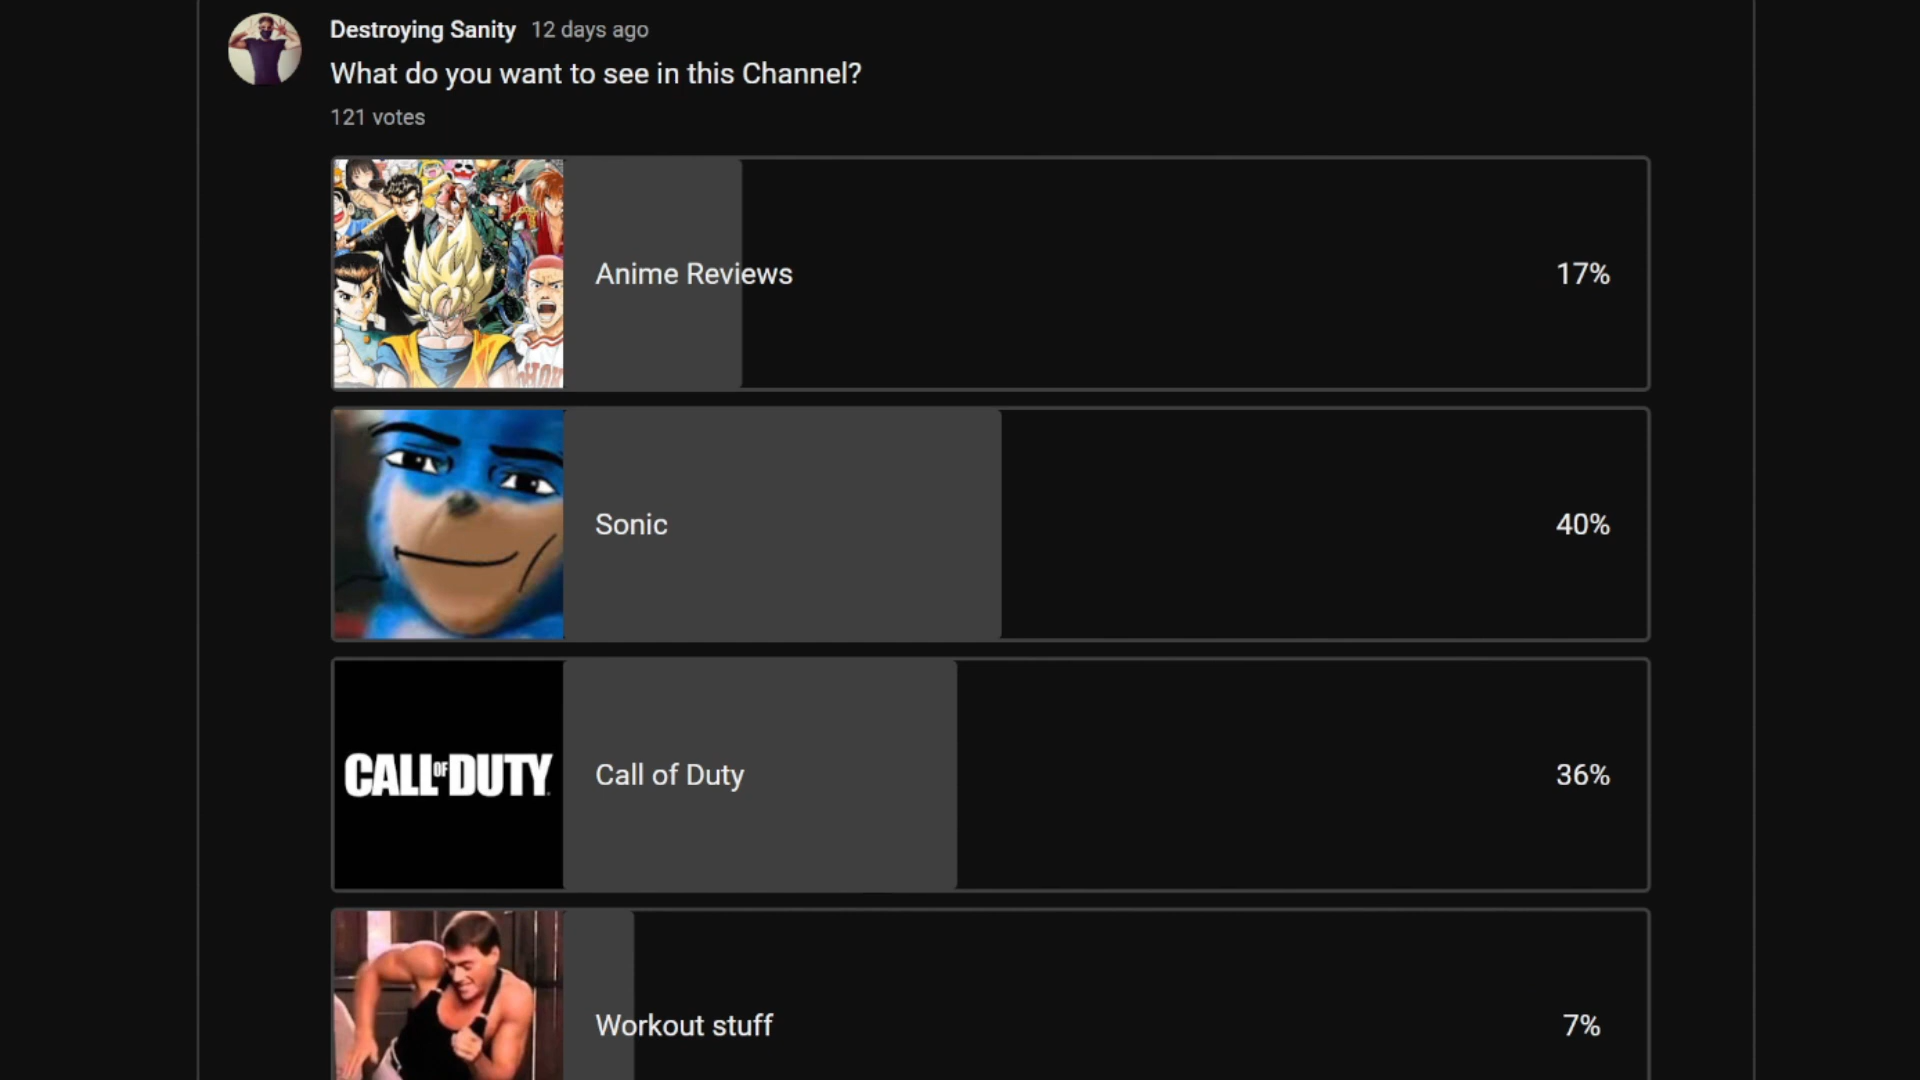 Destroying Sanity 12 days ago
What do you want to see in this Channel?
121 votes
Anime Reviews 17%
Sonic 40%
CALL OF DUTY
Call of Duty 36%
Workout stuff 7%